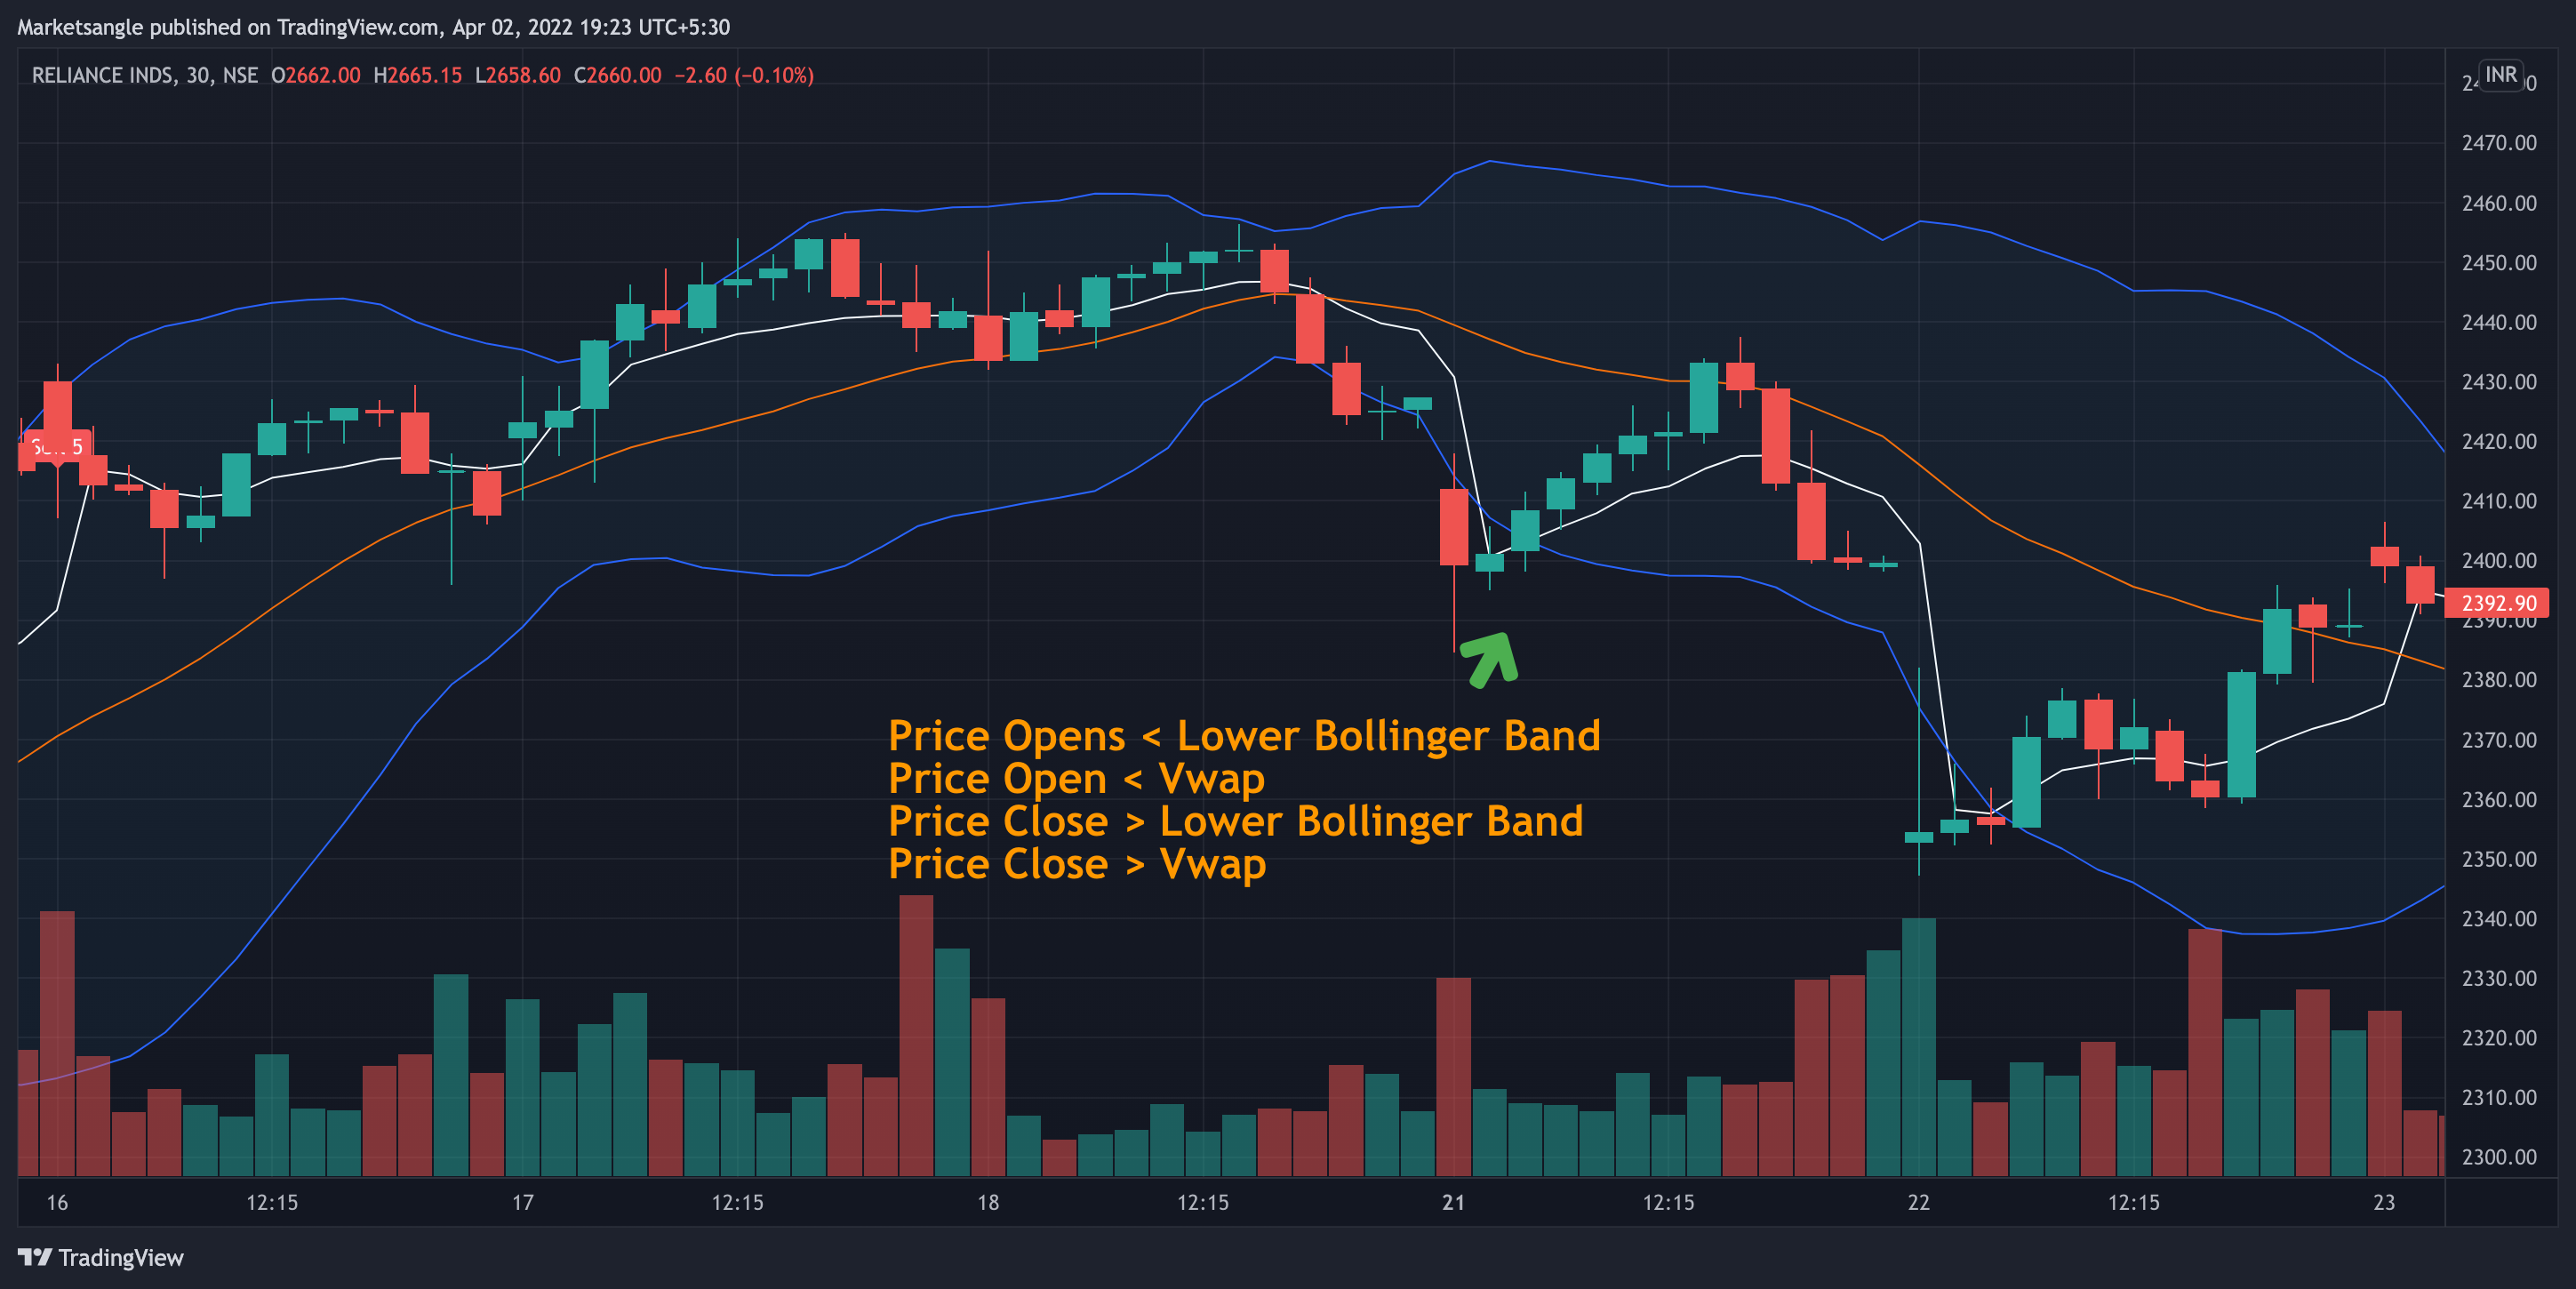 Marketsangle published on TradingView.com, Apr 02, 2022 19:23 UTC+5:30
RELIANCE INDS, 30, NSE O2662.00 H2665.15 L2658.60 C2660.00 −2.60 (−0.10%)
INR
2470.00
2460.00
2450.00
2440.00
2430.00
2420.00
2410.00
2400.00
2392.90
2390.00
2380.00
2370.00
2360.00
2350.00
2340.00
2330.00
2320.00
2310.00
2300.00
Price Opens < Lower Bollinger Band
Price Open < Vwap
Price Close > Lower Bollinger Band
Price Close > Vwap
16 12:15 17 12:15 18 12:15 21 12:15 22 12:15 23
TradingView